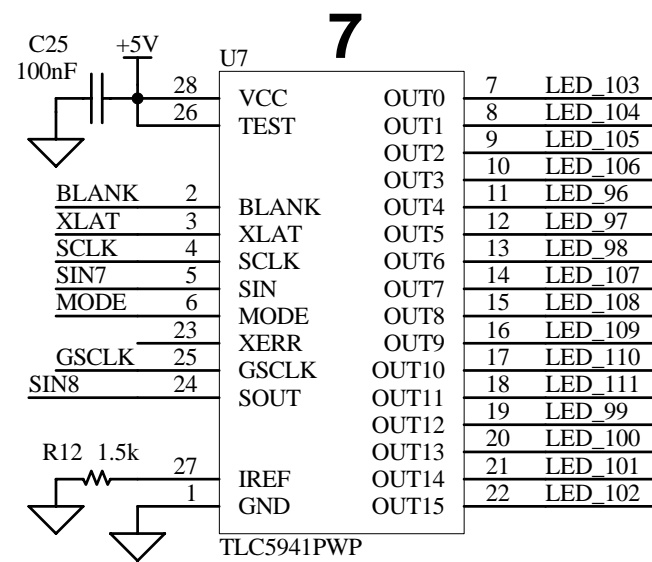 7
C25
100nF
+5V
U7
28 VCC OUT0 7 LED_103
26 TEST OUT1 8 LED_104
OUT2 9 LED_105
OUT3 10 LED_106
BLANK 2 BLANK OUT4 11 LED_96
XLAT 3 XLAT OUT5 12 LED_97
SCLK 4 SCLK OUT6 13 LED_98
SIN7 5 SIN OUT7 14 LED_107
MODE 6 MODE OUT8 15 LED_108
23 XERR OUT9 16 LED_109
GSCLK 25 GSCLK OUT10 17 LED_110
SIN8 24 SOUT OUT11 18 LED_111
OUT12 19 LED_99
OUT13 20 LED_100
R12 1.5k 27 IREF OUT14 21 LED_101
1 GND OUT15 22 LED_102
TLC5941PWP